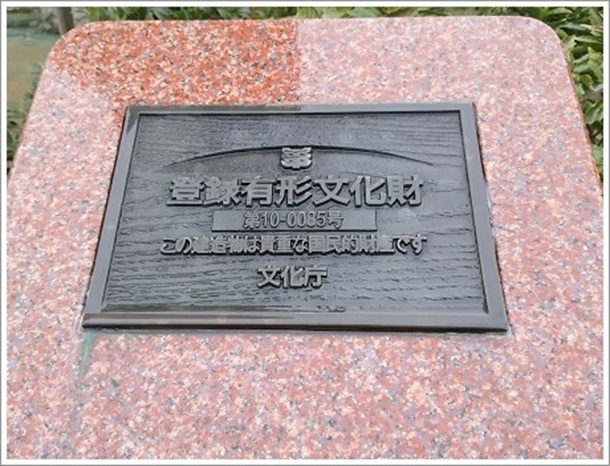 登録有形文化財
第10-0085号
この建造物は貴重な国民的財産です
文化庁